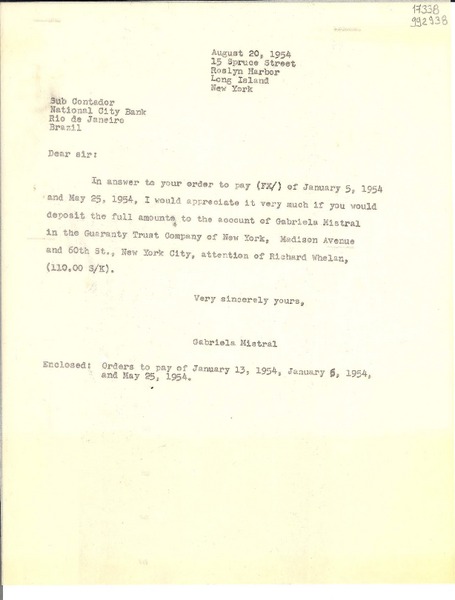 17338
992938
August 20, 1954
15 Spruce Street
Roslyn Harbor
Long Island
New York
Sub Contador
National City Bank
Rio de Janeiro
Brazil
Dear sir:
In answer to your order to pay (FX/) of January 5, 1954
and May 25, 1954, I would appreciate it very much if you would
deposit the full amounts to the account of Gabriela Mistral
in the Guaranty Trust Company of New York, Madison Avenue
and 60th St., New York City, attention of Richard Whelan,
(110.00 S/K).
Very sincerely yours,
Gabriela Mistral
Enclosed: Orders to pay of January 13, 1954, January 5, 1954,
and May 25, 1954.